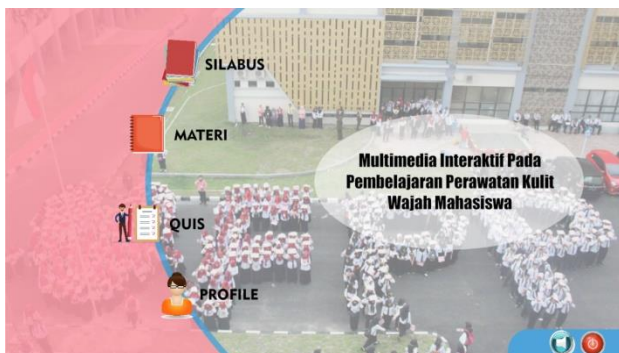 SILABUS
MATERI
QUIS
PROFILE
Multimedia Interaktif Pada
Pembelajaran Perawatan Kulit
Wajah Mahasiswa